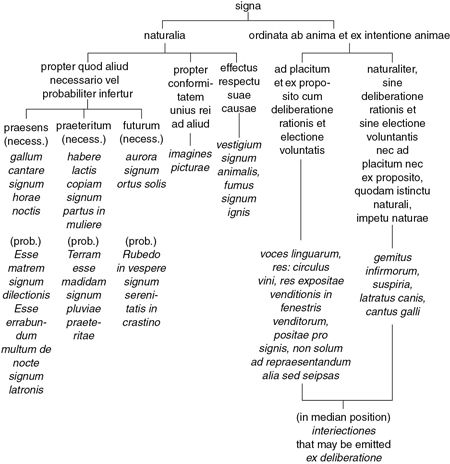 signa
naturalia
ordinata ab anima et ex intentione animae
propter quod aliud
necessario vel
probabiliter infertur
propter
conformi-
tatem
unius rei
ad aliud
effectus
respectu
suae
causae
ad placitum
et ex propo-
sito cum
deliberatione
rationis et
electione
voluntatis
naturaliter,
sine
deliberatione
rationis et
sine electione
voluntantis
nec ad
placitum nec
ex proposito,
quodam istinctu
naturali,
impetu naturae
praesens
(necess.)
gallum
cantare
signum
horae
noctis
praeteritum
(necess.)
habere
lactis
copiam
signum
partus in
muliere
futurum
(necess.)
aurora
signum
ortus solis
imagines
picturae
vestigium
signum
animalis,
fumus
signum
ignis
(prob.)
Esse
matrem
signum
dilectionis
Esse
errabun-
dum
multum de
nocte
signum
latronis
(prob.)
Terram
esse
madidam
signum
pluviae
praete-
ritae
(prob.)
Rubedo
in vespere
signum
sereni-
tatis in
crastino
voces linguarum,
res: circulus
vini, res expositae
venditionis in
fenestris
venditorum,
positae pro
signis, non solum
ad repraesentandum
alia sed seipsas
gemitus
infirmorum,
suspiria,
latratus canis,
cantus galli
(in median position)
interiectiones
that may be emitted
ex deliberatione